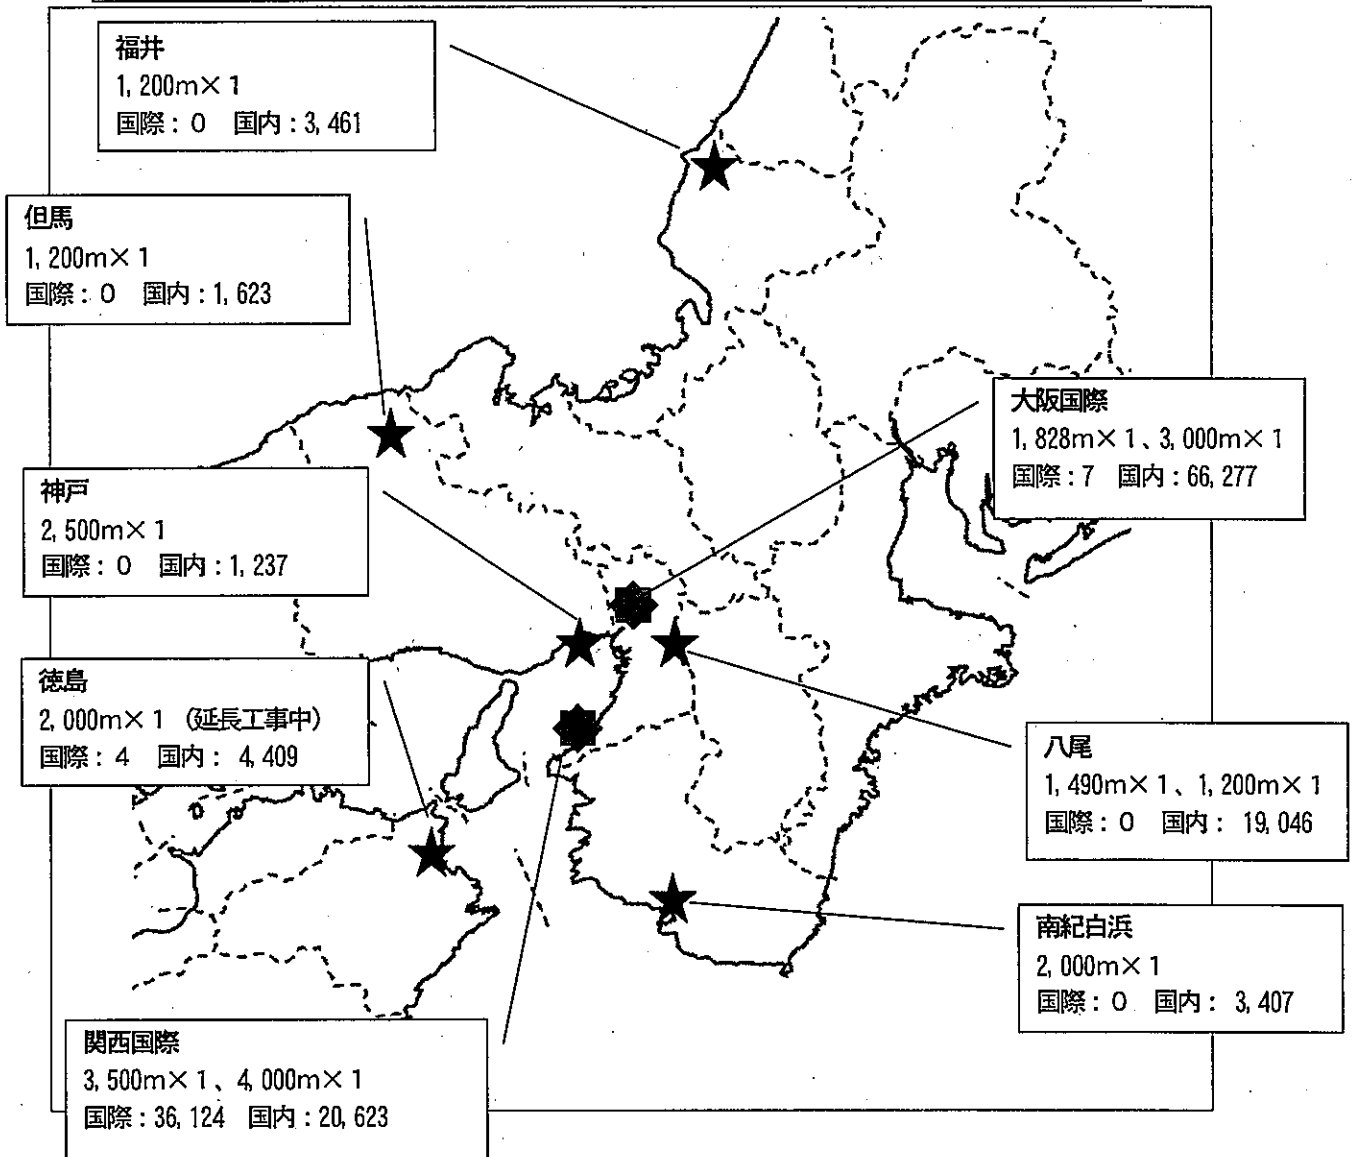 福井
1,200m×1
国際：0 国内：3,461
但馬
1,200m×1
国際：0 国内：1,623
大阪国際
1,828m×1、3,000m×1
国際：7 国内：66,277
神戸
2,500m×1
国際：0 国内：1,237
徳島
2,000m×1 （延長工事中）
国際：4 国内：4,409
八尾
1,490m×1、1,200m×1
国際：0 国内：19,046
南紀白浜
2,000m×1
国際：0 国内：3,407
関西国際
3,500m×1、4,000m×1
国際：36,124 国内：20,623